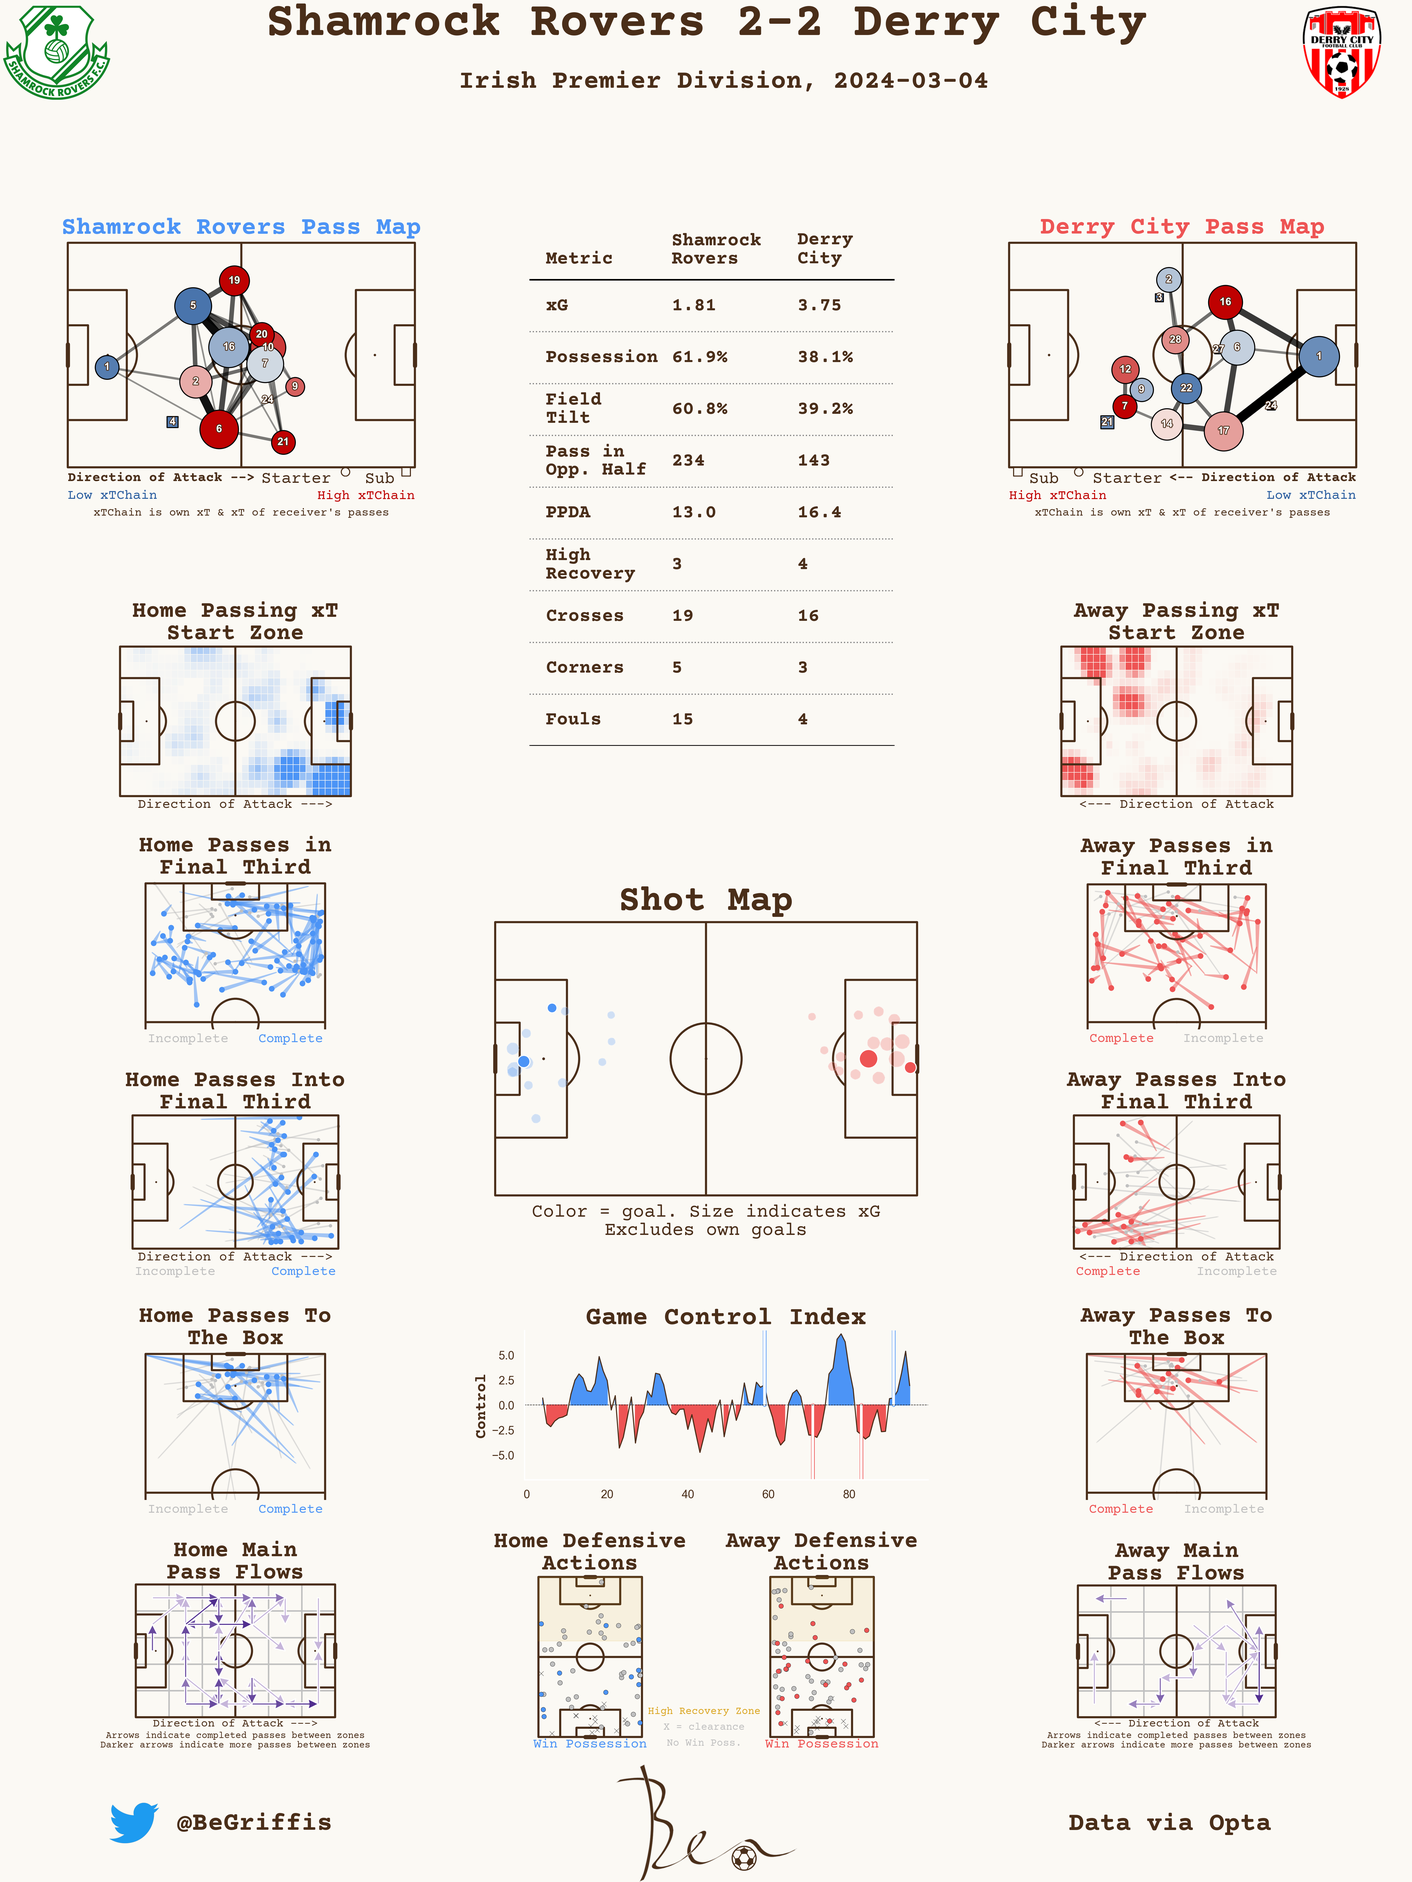 Shamrock Rovers 2-2 Derry City
Irish Premier Division, 2024-03-04
SHAMROCK ROVERS F.C.
DERRY CITY
FOOTBALL CLUB
1928
Shamrock Rovers Pass Map
19
5
20
16
10
7
1
2
9
24
4
6
21
Direction of Attack --> Starter Sub
Low xTChain High xTChain
xTChain is own xT & xT of receiver's passes
Metric Shamrock Rovers Derry City
xG 1.81 3.75
Possession 61.9% 38.1%
Field Tilt 60.8% 39.2%
Pass in Opp. Half 234 143
PPDA 13.0 16.4
High Recovery 3 4
Crosses 19 16
Corners 5 3
Fouls 15 4
Derry City Pass Map
2
3
16
28
27
6
1
12
9
22
7
24
21
14
17
Sub Starter <-- Direction of Attack
High xTChain Low xTChain
xTChain is own xT & xT of receiver's passes
Home Passing xT
Start Zone
Direction of Attack --->
Away Passing xT
Start Zone
<--- Direction of Attack
Home Passes in
Final Third
Incomplete Complete
Away Passes in
Final Third
Complete Incomplete
Shot Map
Color = goal. Size indicates xG
Excludes own goals
Home Passes Into
Final Third
Direction of Attack --->
Incomplete Complete
Away Passes Into
Final Third
<--- Direction of Attack
Complete Incomplete
Home Passes To
The Box
Incomplete Complete
Game Control Index
Control
5.0
2.5
0.0
−2.5
−5.0
0 20 40 60 80
Away Passes To
The Box
Complete Incomplete
Home Main
Pass Flows
Direction of Attack --->
Arrows indicate completed passes between zones
Darker arrows indicate more passes between zones
Home Defensive
Actions
Win Possession
High Recovery Zone
X = clearance
No Win Poss.
Away Defensive
Actions
Win Possession
Away Main
Pass Flows
<--- Direction of Attack
Arrows indicate completed passes between zones
Darker arrows indicate more passes between zones
@BeGriffis
Ben
Data via Opta